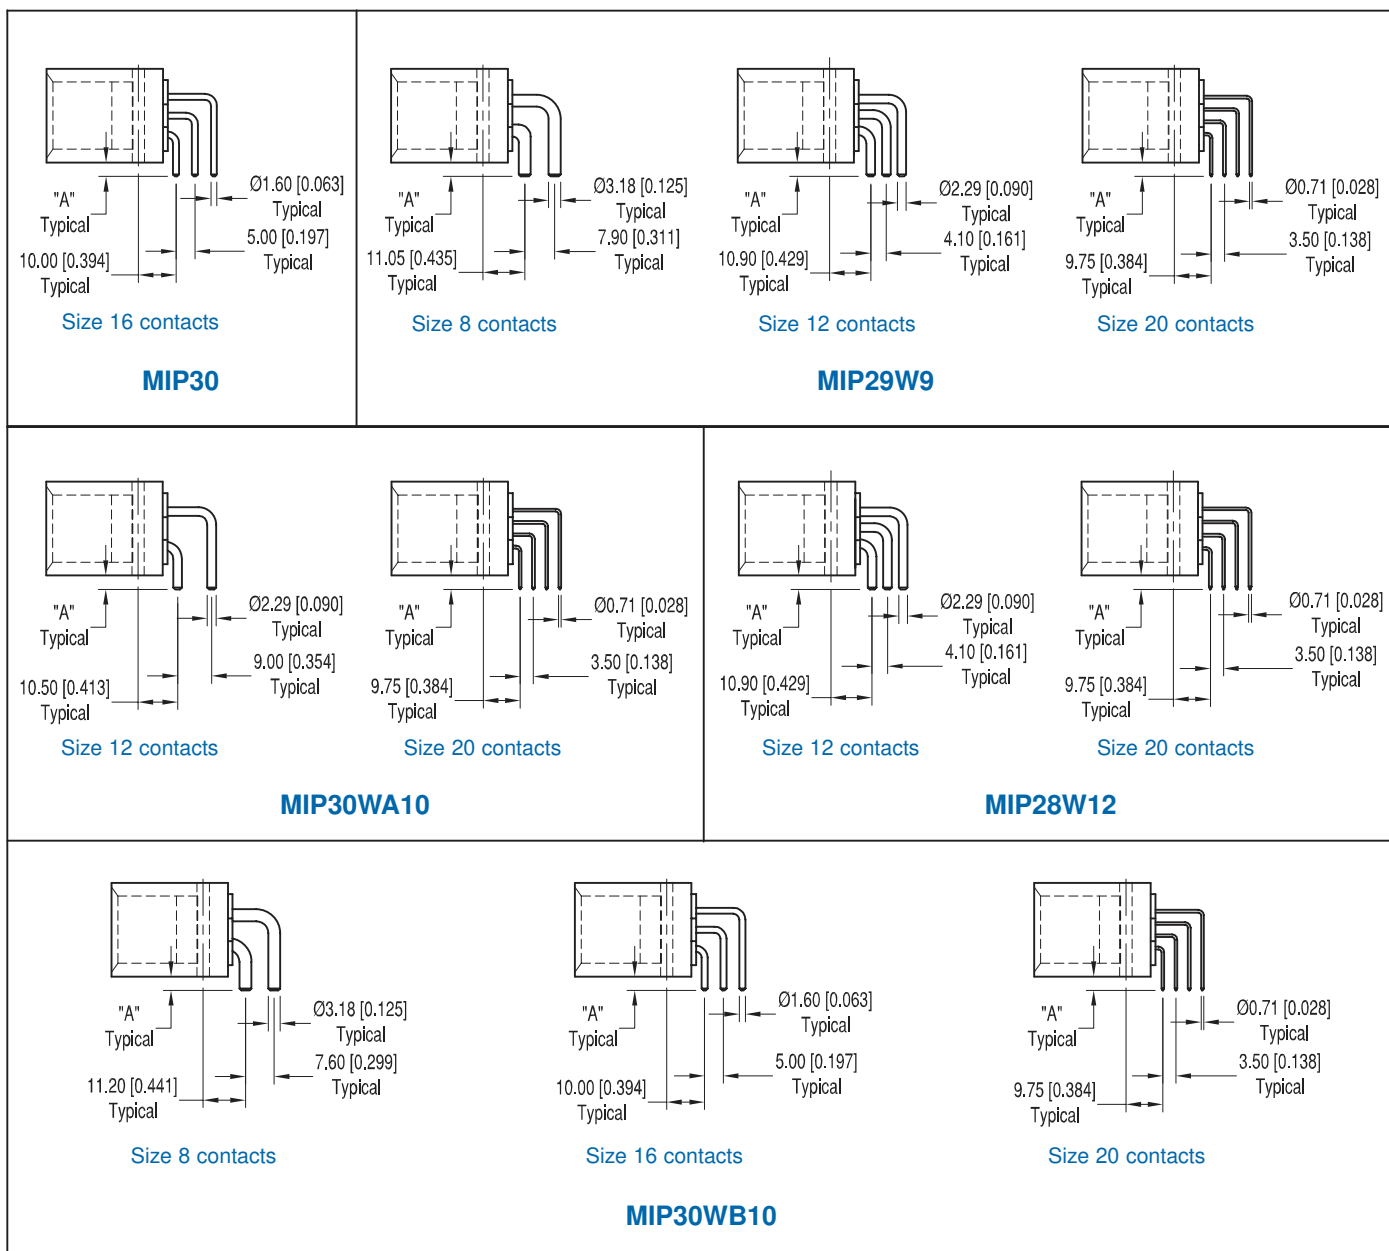 "A"
Typical
10.00 [0.394]
Typical
Ø1.60 [0.063]
Typical
5.00 [0.197]
Typical
Size 16 contacts
MIP30
"A"
Typical
11.05 [0.435]
Typical
Ø3.18 [0.125]
Typical
7.90 [0.311]
Typical
Size 8 contacts
"A"
Typical
10.90 [0.429]
Typical
Ø2.29 [0.090]
Typical
4.10 [0.161]
Typical
Size 12 contacts
"A"
Typical
9.75 [0.384]
Typical
Ø0.71 [0.028]
Typical
3.50 [0.138]
Typical
Size 20 contacts
MIP29W9
"A"
Typical
10.50 [0.413]
Typical
Ø2.29 [0.090]
Typical
9.00 [0.354]
Typical
Size 12 contacts
"A"
Typical
9.75 [0.384]
Typical
Ø0.71 [0.028]
Typical
3.50 [0.138]
Typical
Size 20 contacts
MIP30WA10
"A"
Typical
10.90 [0.429]
Typical
Ø2.29 [0.090]
Typical
4.10 [0.161]
Typical
Size 12 contacts
"A"
Typical
9.75 [0.384]
Typical
Ø0.71 [0.028]
Typical
3.50 [0.138]
Typical
Size 20 contacts
MIP28W12
"A"
Typical
11.20 [0.441]
Typical
Ø3.18 [0.125]
Typical
7.60 [0.299]
Typical
Size 8 contacts
"A"
Typical
10.00 [0.394]
Typical
Ø1.60 [0.063]
Typical
5.00 [0.197]
Typical
Size 16 contacts
"A"
Typical
9.75 [0.384]
Typical
Ø0.71 [0.028]
Typical
3.50 [0.138]
Typical
Size 20 contacts
MIP30WB10